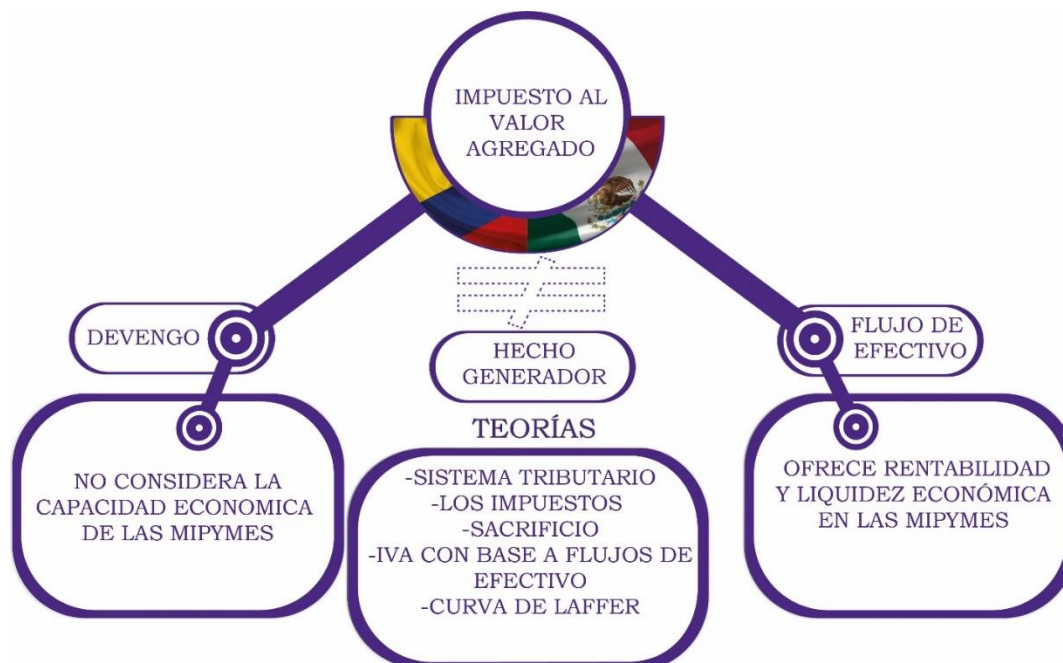 IMPUESTO AL
VALOR
AGREGADO
DEVENGO
HECHO
GENERADOR
FLUJO DE
EFECTIVO
NO CONSIDERA LA
CAPACIDAD ECONOMICA
DE LAS MIPYMES
TEORÍAS
-SISTEMA TRIBUTARIO
-LOS IMPUESTOS
-SACRIFICIO
-IVA CON BASE A FLUJOS DE
EFECTIVO
-CURVA DE LAFFER
OFRECE RENTABILIDAD
Y LIQUIDEZ ECONÓMICA
EN LAS MIPYMES